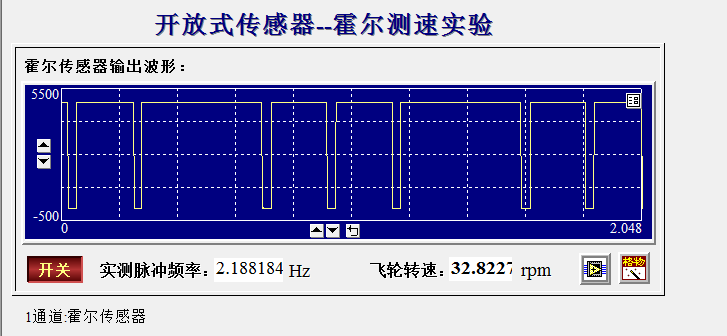 开放式传感器--霍尔测速实验
霍尔传感器输出波形：
5500
-500
0
2.048
开关
实测脉冲频率：2.188184 Hz
飞轮转速：32.8227 rpm
格物
1通道:霍尔传感器